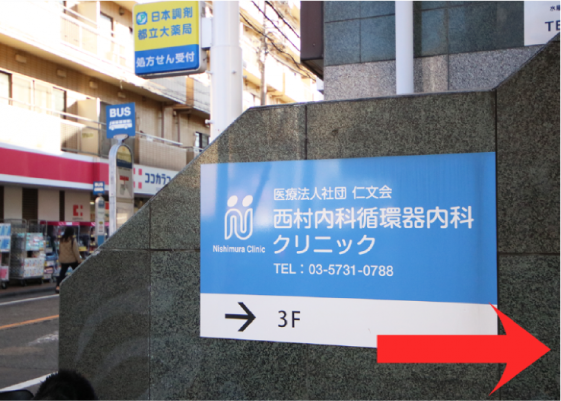 日本調剤
都立大薬局
処方せん受付
BUS
ココカラ
医療法人社団 仁文会
西村内科循環器内科
クリニック
Nishimura Clinic
TEL : 03-5731-0788
→ 3F
TE